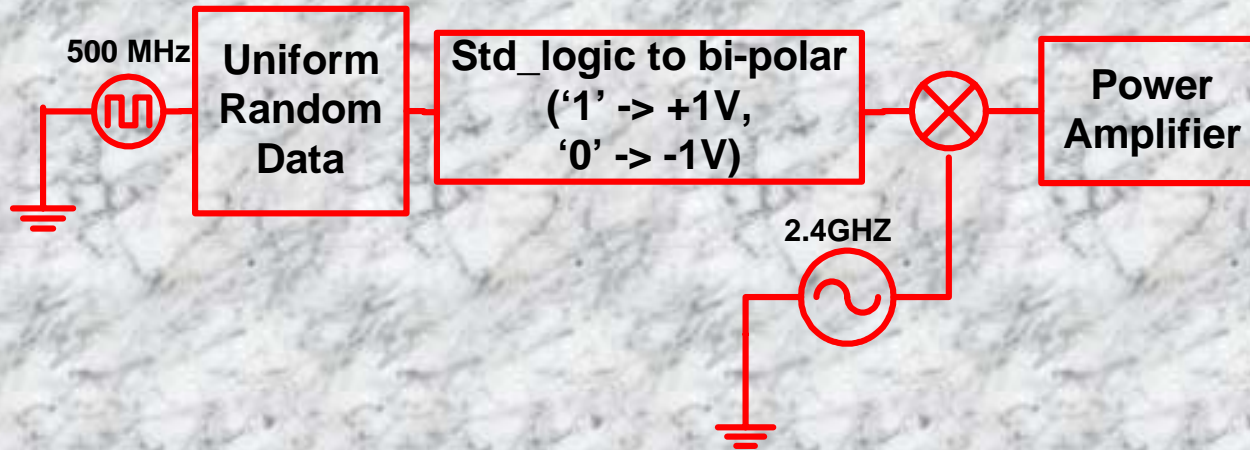 500 MHz
Uniform
Random
Data
Std_logic to bi-polar
(‘1’ -> +1V,
‘0’ -> -1V)
Power
Amplifier
2.4GHZ